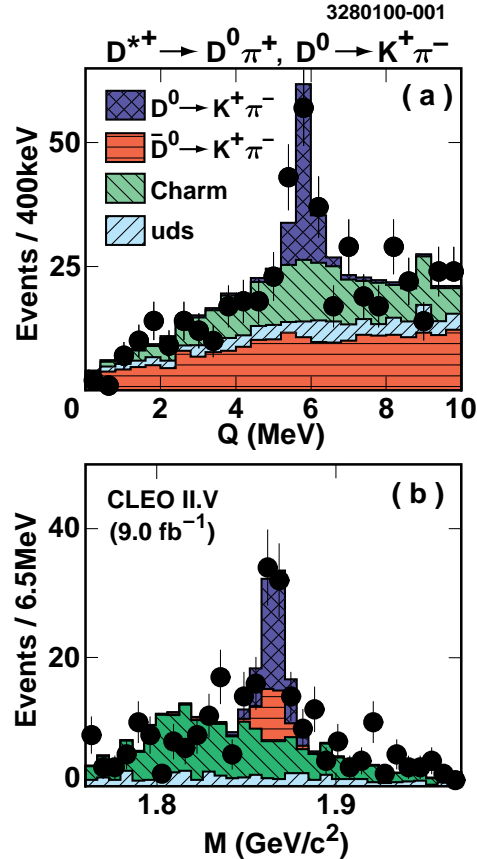 3280100-001
D*+ → D⁰π⁺, D⁰ → K⁺π⁻
( a )
D⁰ → K⁺π⁻
D̄⁰ → K⁺π⁻
Charm
uds
Events / 400keV
50
25
0
2
4
6
8
10
Q (MeV)
( b )
CLEO II.V
(9.0 fb⁻¹)
Events / 6.5MeV
40
20
0
1.8
1.9
M (GeV/c²)